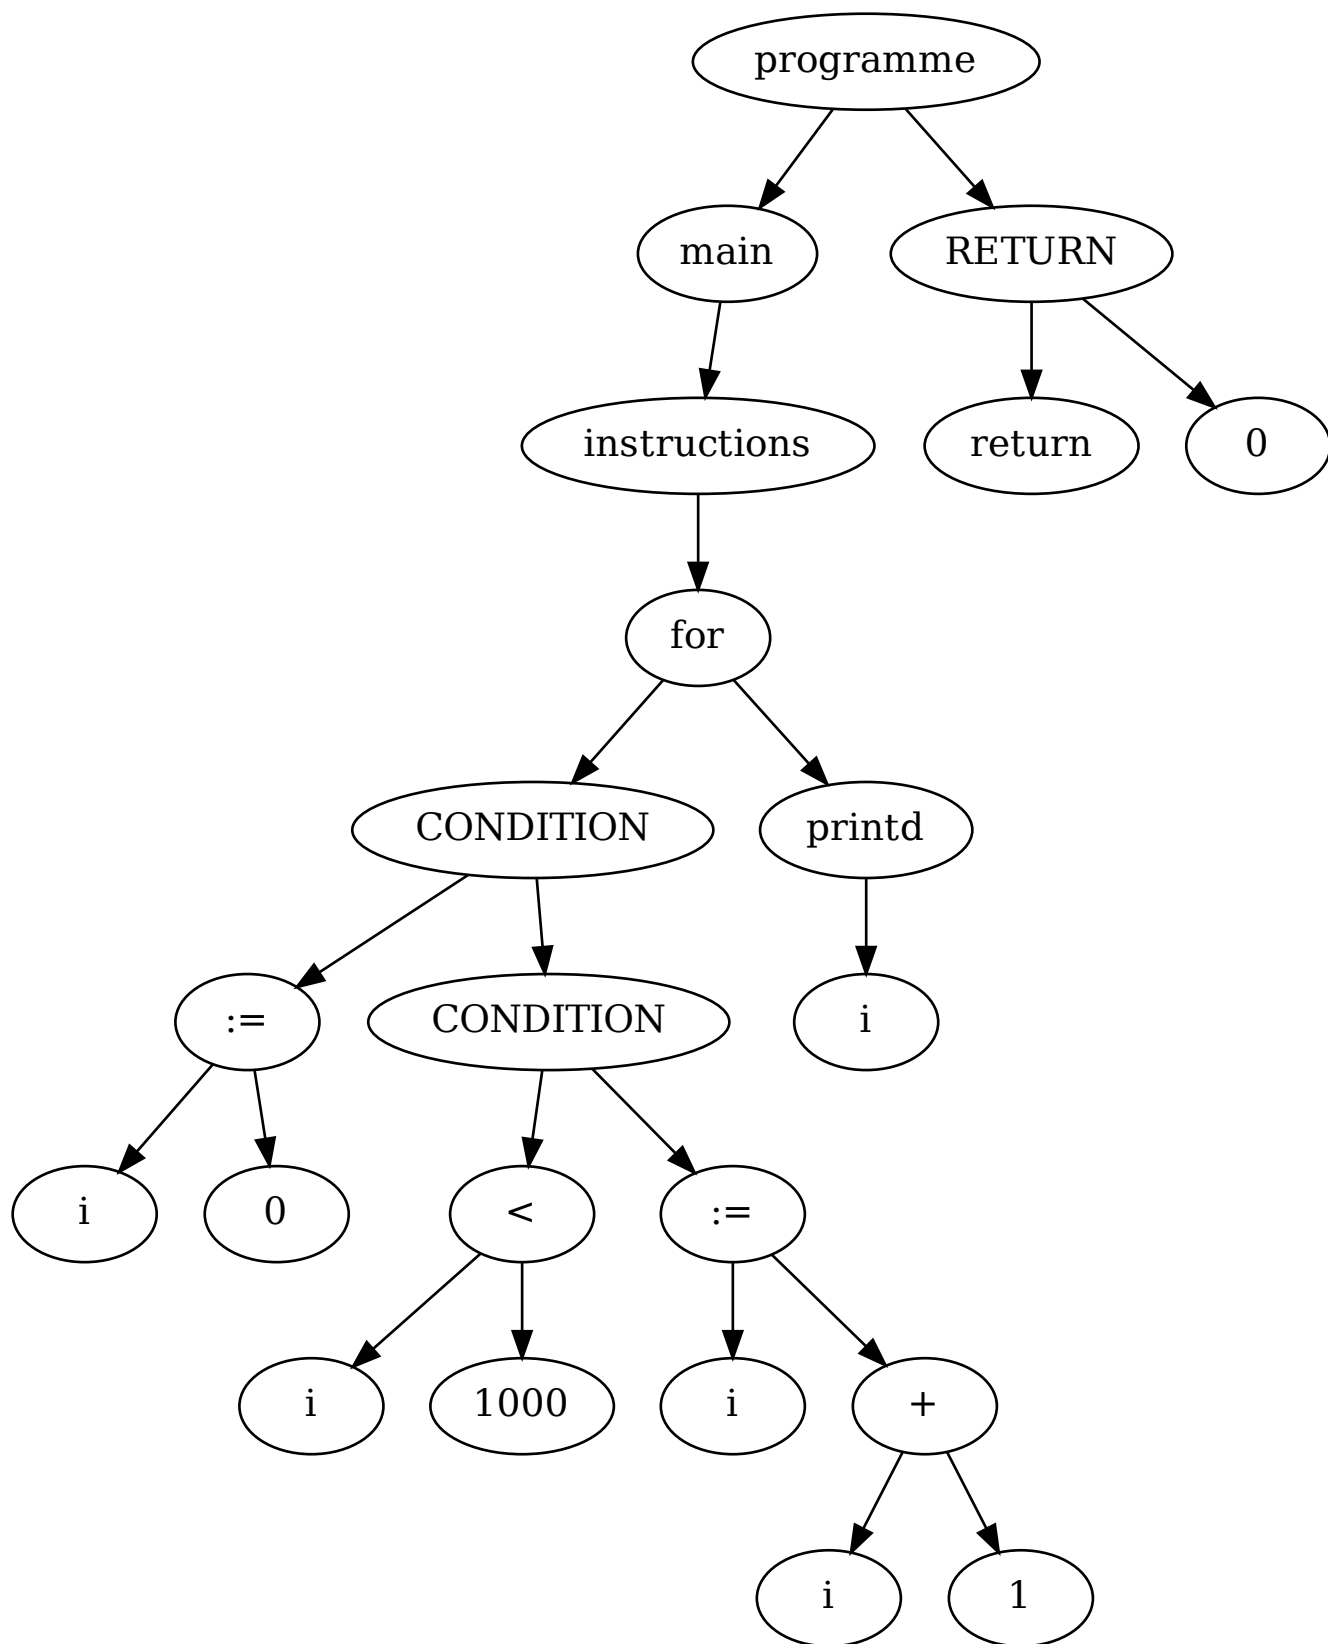 programme
main
RETURN
instructions
return
0
for
CONDITION
printd
:=
CONDITION
i
i
0
<
:=
i
1000
i
+
i
1